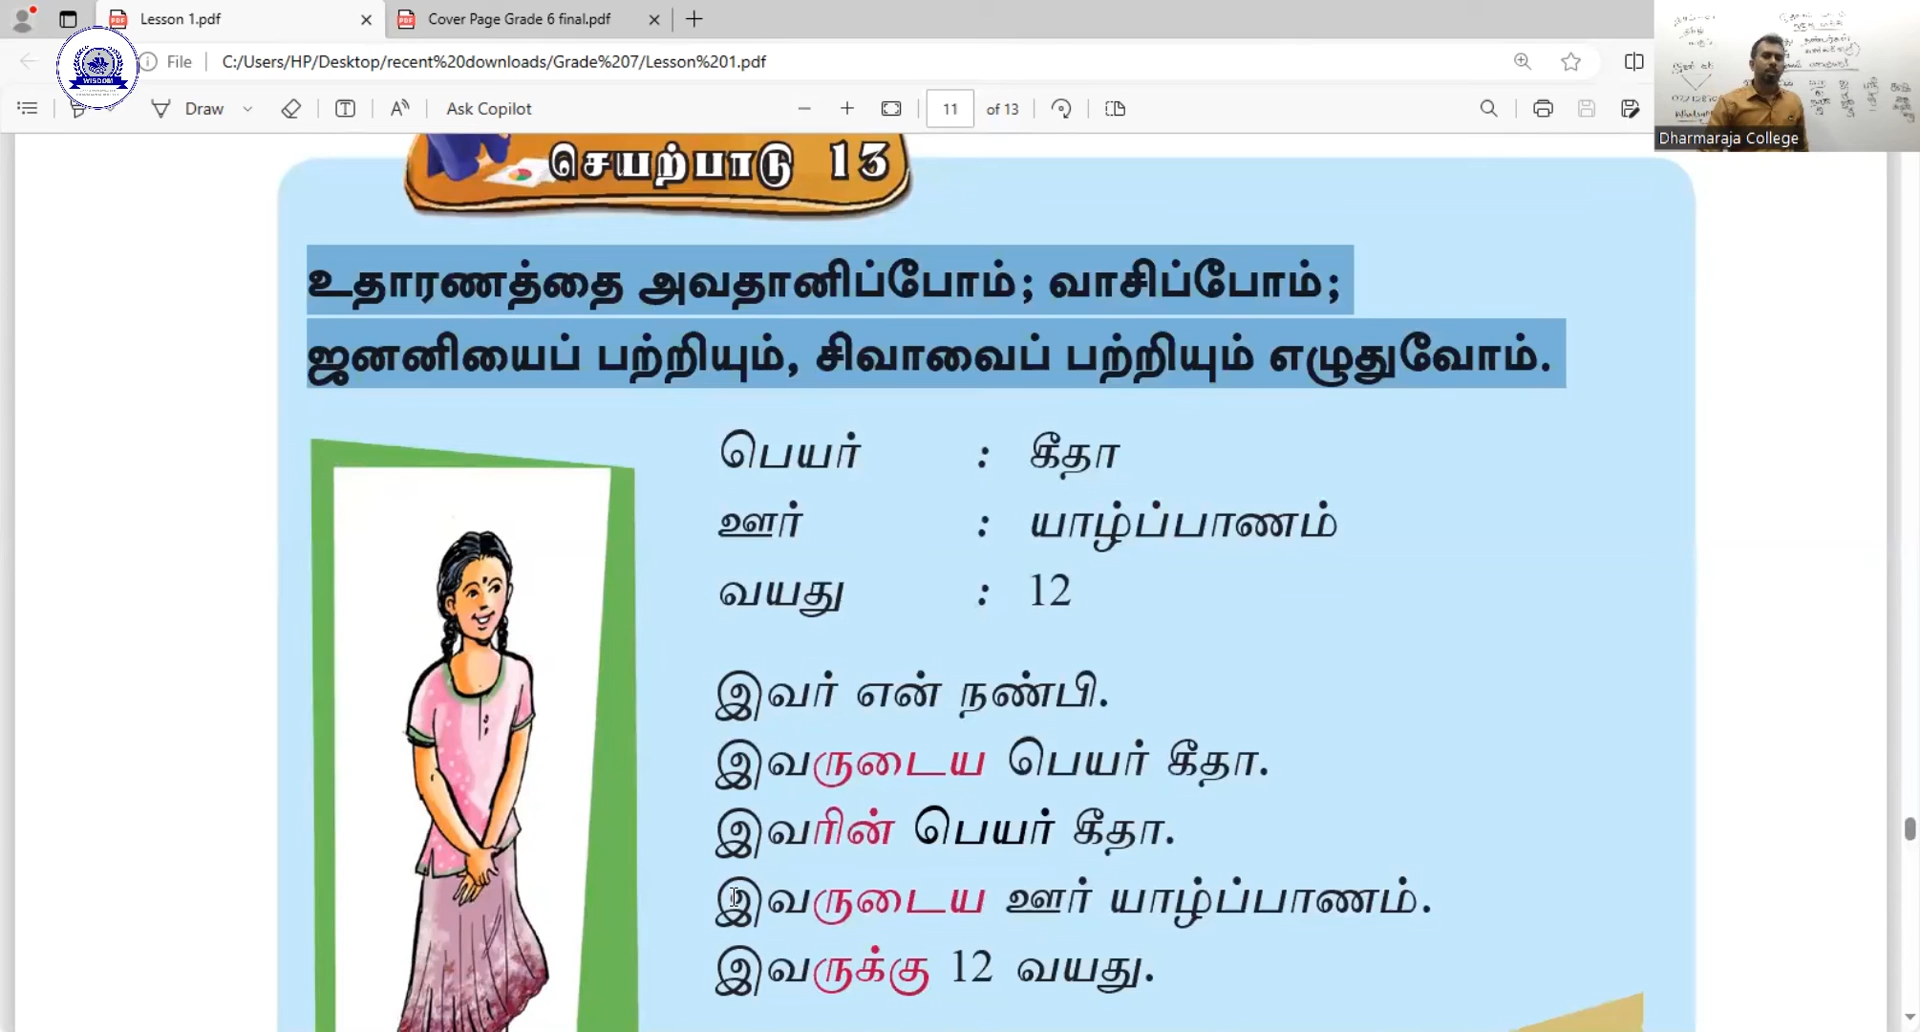 Lesson 1.pdf
Cover Page Grade 6 final.pdf
WISDOM
File
C:/Users/HP/Desktop/recent%20downloads/Grade%207/Lesson%201.pdf
Draw
Ask Copilot
11 of 13
Dharmaraja College
செயற்பாடு 13
உதாரணத்தை அவதானிப்போம்; வாசிப்போம்;
ஜனனியைப் பற்றியும், சிவாவைப் பற்றியும் எழுதுவோம்.
பெயர் : கீதா
ஊர் : யாழ்ப்பாணம்
வயது : 12
இவர் என் நண்பி.
இவருடைய பெயர் கீதா.
இவரின் பெயர் கீதா.
இவருடைய ஊர் யாழ்ப்பாணம்.
இவருக்கு 12 வயது.